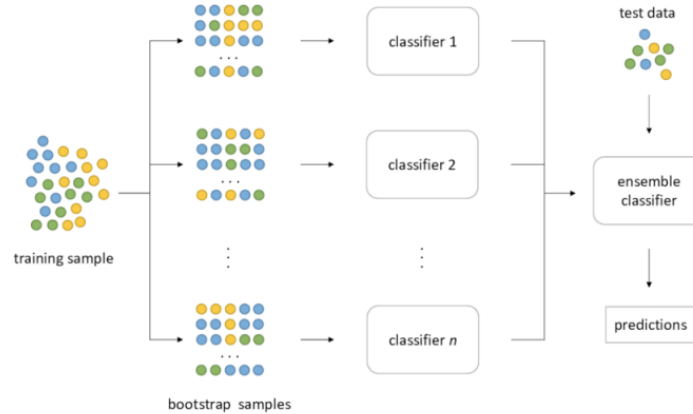 test data
classifier 1
...
classifier 2
...
ensemble
classifier
training sample
⋮
⋮
classifier n
predictions
...
bootstrap samples